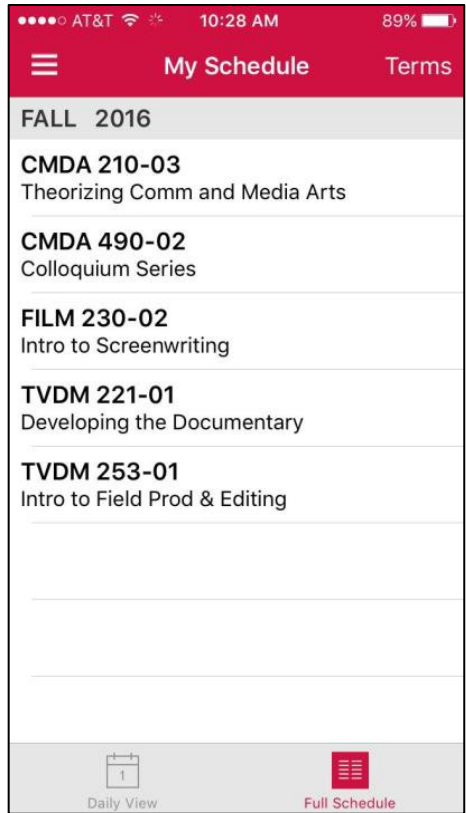 AT&T 10:28 AM 89%
My Schedule Terms
FALL 2016
CMDA 210-03
Theorizing Comm and Media Arts
CMDA 490-02
Colloquium Series
FILM 230-02
Intro to Screenwriting
TVDM 221-01
Developing the Documentary
TVDM 253-01
Intro to Field Prod & Editing
1
Daily View Full Schedule